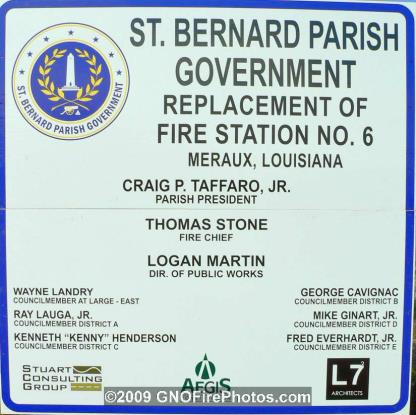 ST. BERNARD PARISH
GOVERNMENT
REPLACEMENT OF
FIRE STATION NO. 6
MERAUX, LOUISIANA
ST. BERNARD PARISH GOVERNMENT
CRAIG P. TAFFARO, JR.
PARISH PRESIDENT
THOMAS STONE
FIRE CHIEF
LOGAN MARTIN
DIR. OF PUBLIC WORKS
WAYNE LANDRY
COUNCILMEMBER AT LARGE - EAST
RAY LAUGA, JR.
COUNCILMEMBER DISTRICT A
KENNETH "KENNY" HENDERSON
COUNCILMEMBER DISTRICT C
GEORGE CAVIGNAC
COUNCILMEMBER DISTRICT B
MIKE GINART, JR.
COUNCILMEMBER DISTRICT D
FRED EVERHARDT, JR.
COUNCILMEMBER DISTRICT E
STUART
CONSULTING
GROUP
AEGIS
L7
ARCHITECTS
©2009 GNOFirePhotos.com